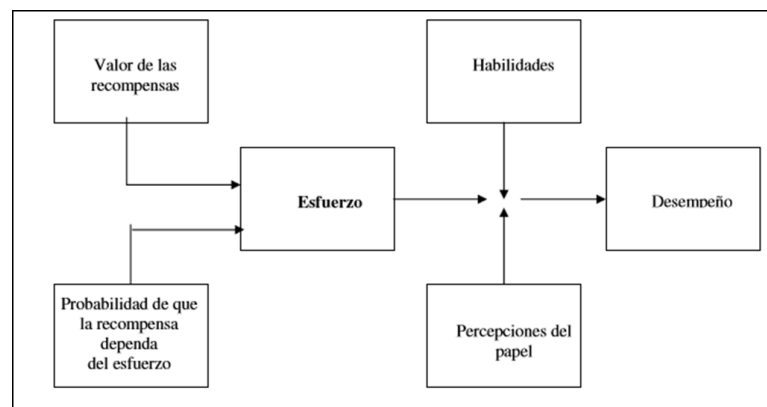 Valor de las
recompensas
Habilidades
Esfuerzo
Desempeño
Probabilidad de que
la recompensa
dependa
del esfuerzo
Percepciones del
papel